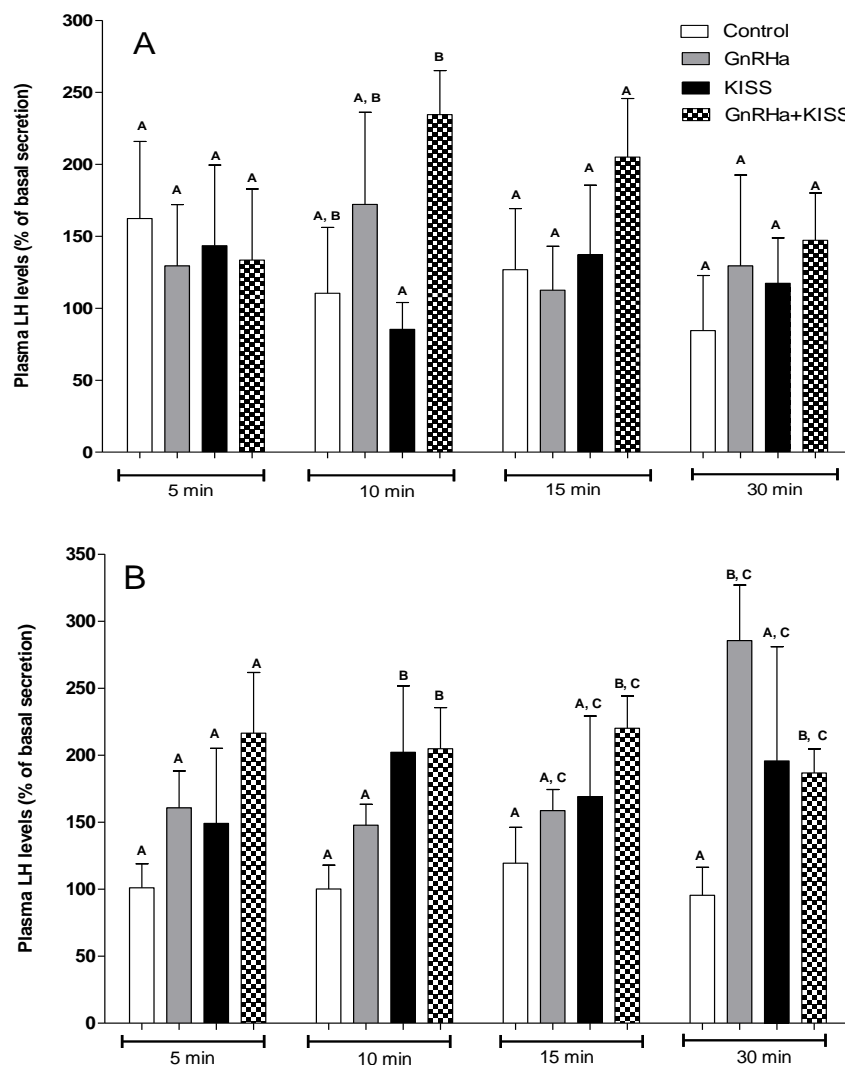 A
Control
GnRHa
KISS
GnRHa+KISS
Plasma LH levels (% of basal secretion)
300
250
200
150
100
50
0
A
A
A
A
A, B
A, B
A
B
A
A
A
A
A
A
A
A
5 min
10 min
15 min
30 min
B
Plasma LH levels (% of basal secretion)
350
300
250
200
150
100
50
0
A
A
A
A
A
A
B
B
A
A, C
A, C
B, C
A
B, C
A, C
B, C
5 min
10 min
15 min
30 min